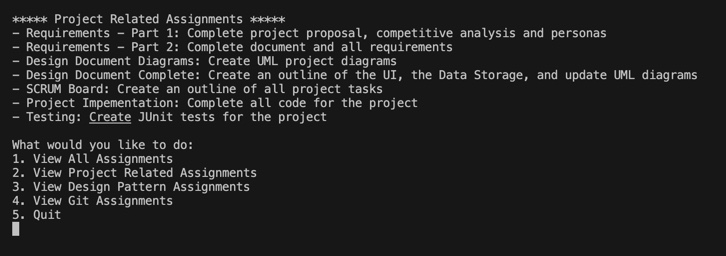 ***** Project Related Assignments *****
- Requirements - Part 1: Complete project proposal, competitive analysis and personas
- Requirements - Part 2: Complete document and all requirements
- Design Document Diagrams: Create UML project diagrams
- Design Document Complete: Create an outline of the UI, the Data Storage, and update UML diagrams
- SCRUM Board: Create an outline of all project tasks
- Project Impementation: Complete all code for the project
- Testing: Create JUnit tests for the project
What would you like to do:
1. View All Assignments
2. View Project Related Assignments
3. View Design Pattern Assignments
4. View Git Assignments
5. Quit